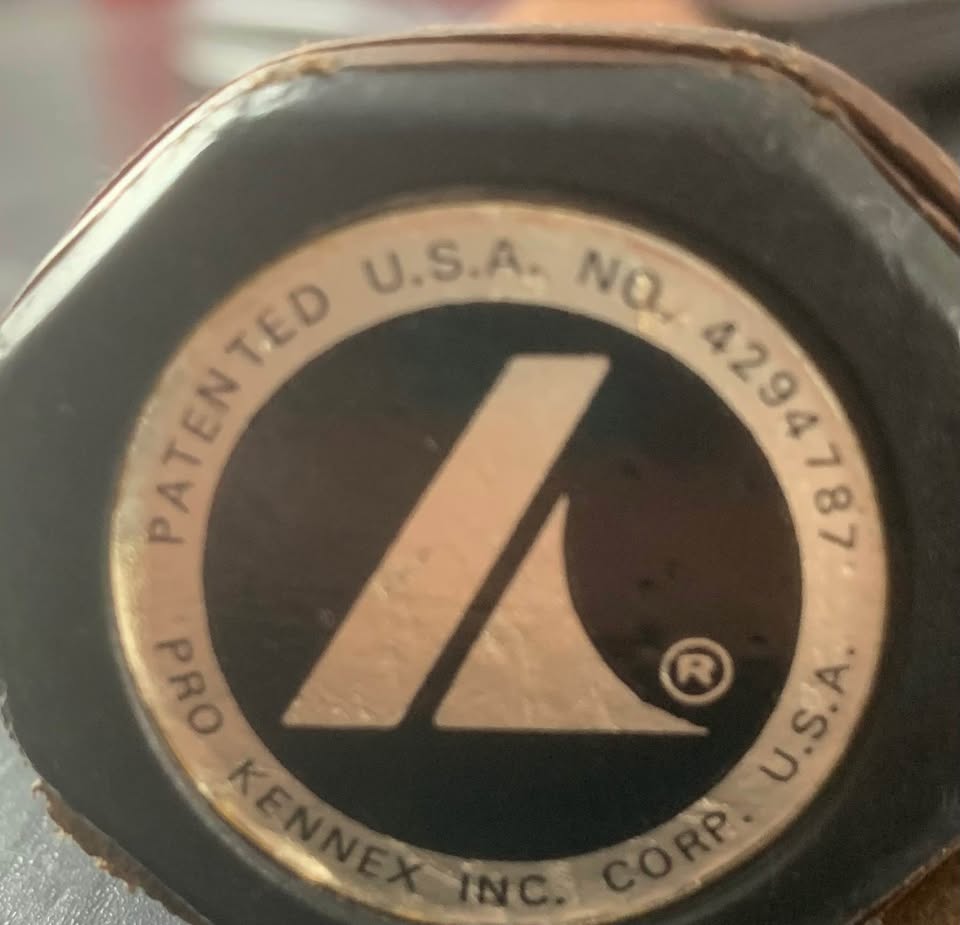 PATENTED U.S.A. NO. 4294787.
PRO KENNEX INC. CORP. U.S.A.
®